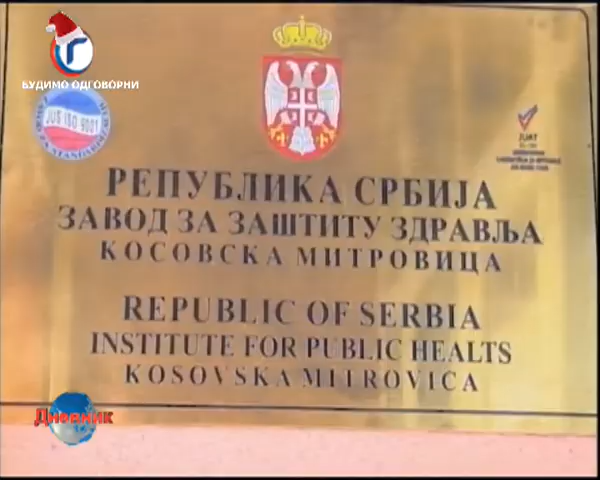 БУДИМО ОДГОВОРНИ
JUS ISO 9001
JUAT
РЕПУБЛИКА СРБИЈА
ЗАВОД ЗА ЗАШТИТУ ЗДРАВЉА
КОСОВСКА МИТРОВИЦА
REPUBLIC OF SERBIA
INSTITUTE FOR PUBLIC HEALTS
KOSOVSKA MITROVICA
Дневник